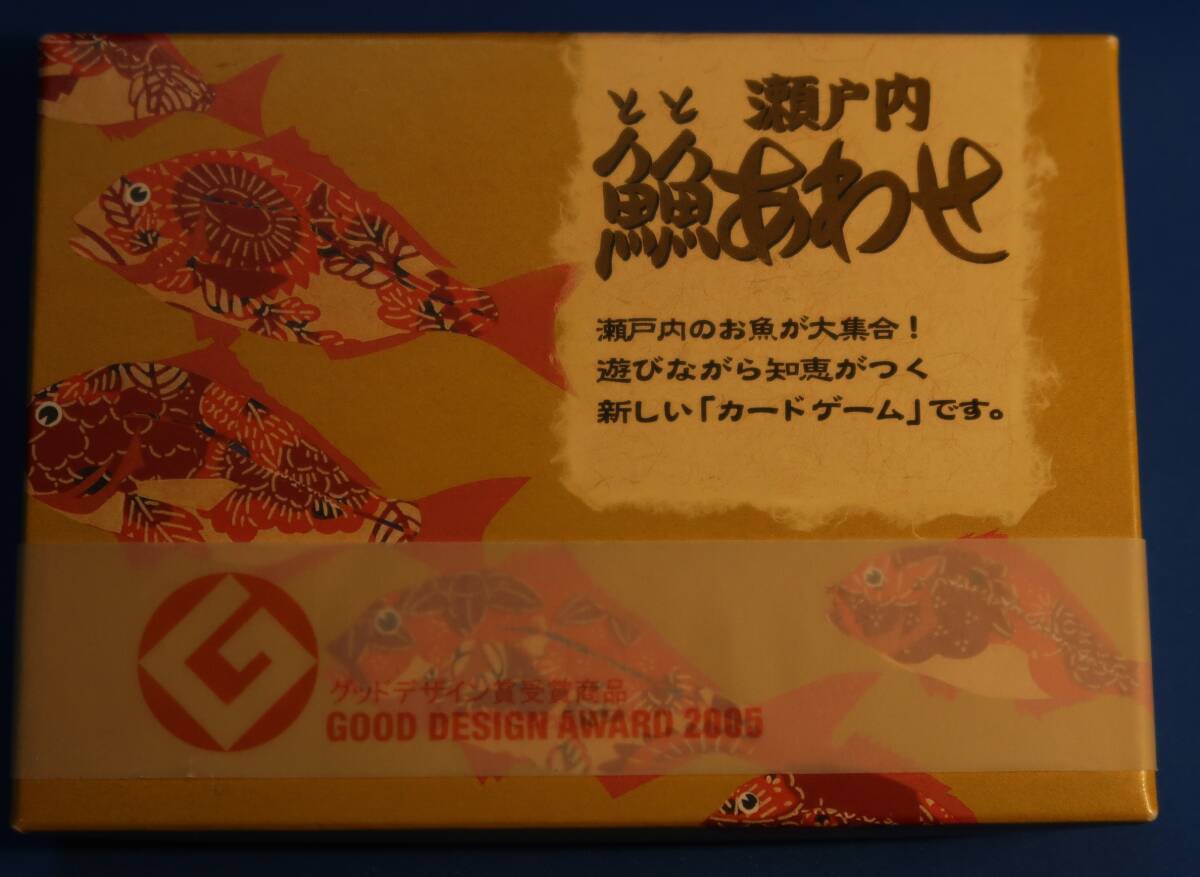 瀬戸内
とと
䲆あわせ
瀬戸内のお魚が大集合！
遊びながら知恵がつく
新しい「カードゲーム」です。
グッドデザイン賞受賞商品
GOOD DESIGN AWARD 2005